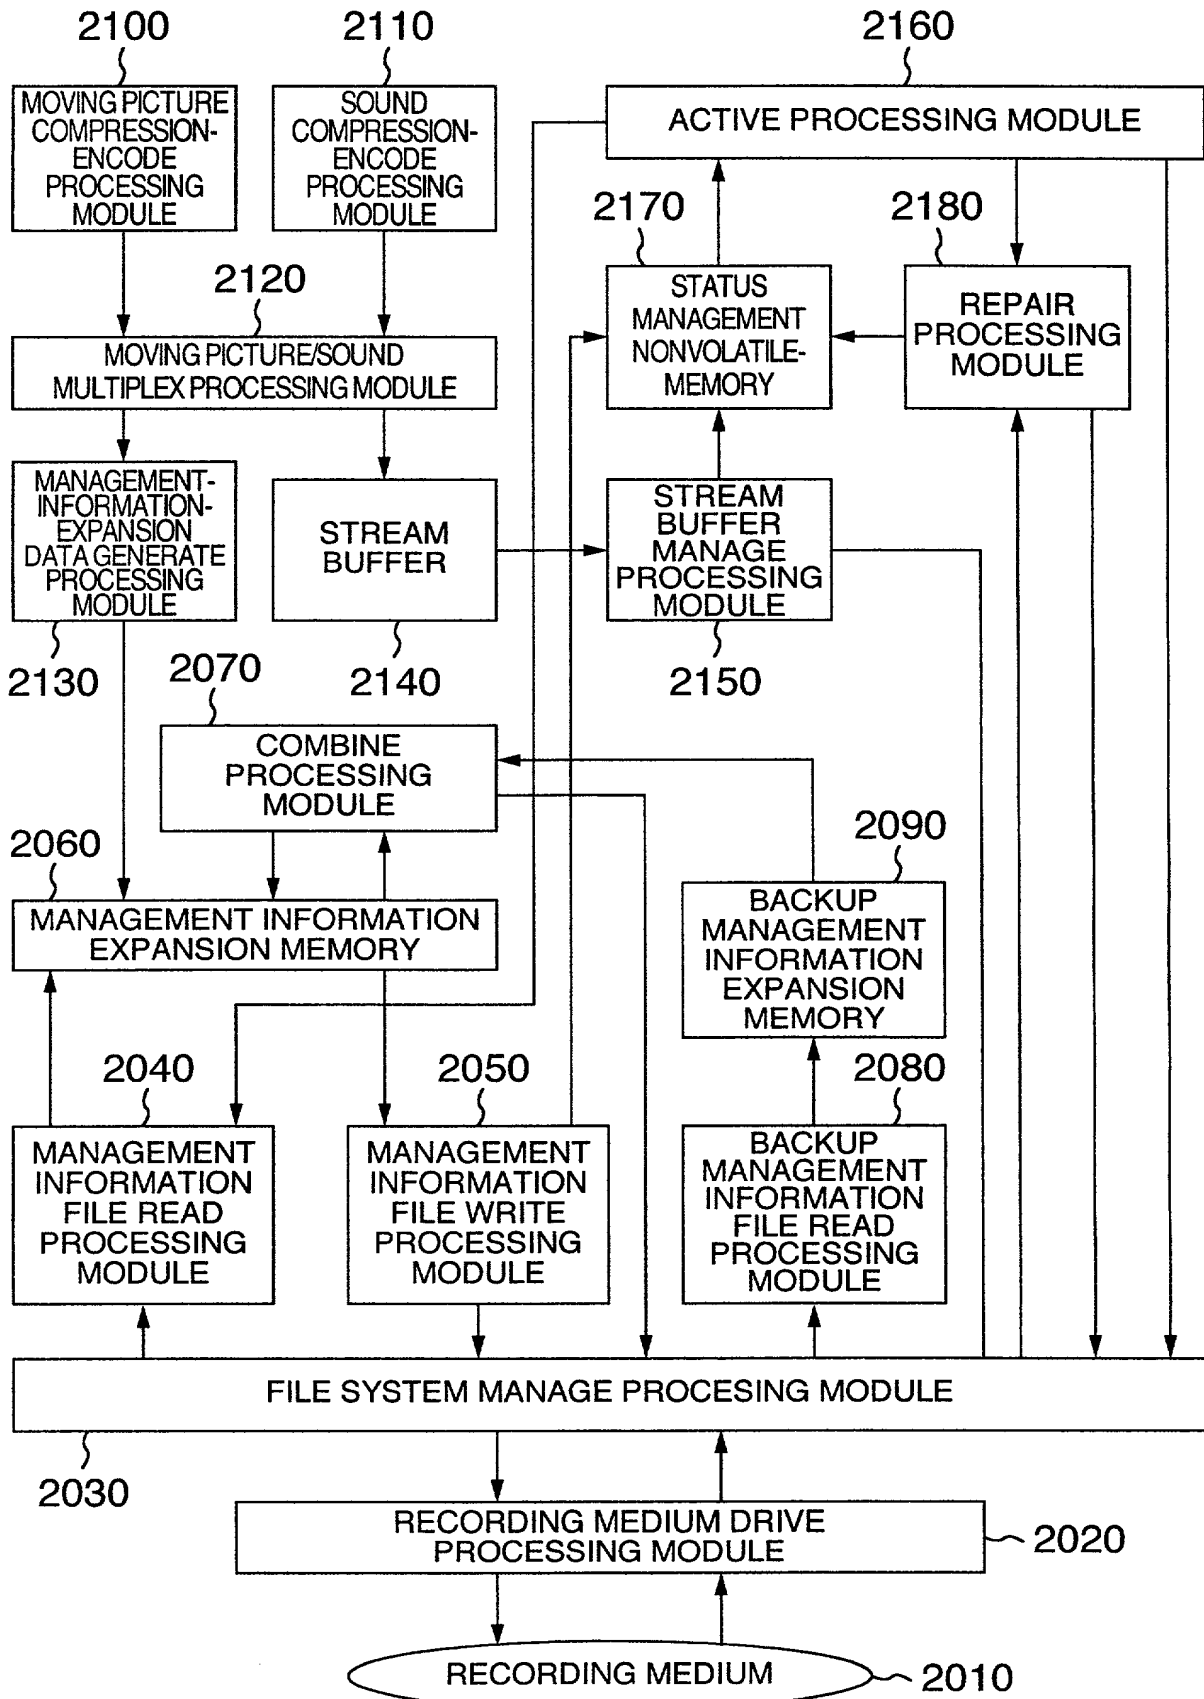 2100
2110
2160
MOVING PICTURE
COMPRESSION-
ENCODE
PROCESSING
MODULE
SOUND
COMPRESSION-
ENCODE
PROCESSING
MODULE
ACTIVE PROCESSING MODULE
2170
2180
STATUS
MANAGEMENT
NONVOLATILE-
MEMORY
REPAIR
PROCESSING
MODULE
2120
MOVING PICTURE/SOUND
MULTIPLEX PROCESSING MODULE
MANAGEMENT-
INFORMATION-
EXPANSION
DATA GENERATE
PROCESSING
MODULE
STREAM
BUFFER
STREAM
BUFFER
MANAGE
PROCESSING
MODULE
2130
2140
2150
2070
COMBINE
PROCESSING
MODULE
2060
MANAGEMENT INFORMATION
EXPANSION MEMORY
2090
BACKUP
MANAGEMENT
INFORMATION
EXPANSION
MEMORY
2040
2050
2080
MANAGEMENT
INFORMATION
FILE READ
PROCESSING
MODULE
MANAGEMENT
INFORMATION
FILE WRITE
PROCESSING
MODULE
BACKUP
MANAGEMENT
INFORMATION
FILE READ
PROCESSING
MODULE
FILE SYSTEM MANAGE PROCESING MODULE
2030
RECORDING MEDIUM DRIVE
PROCESSING MODULE
2020
RECORDING MEDIUM
2010